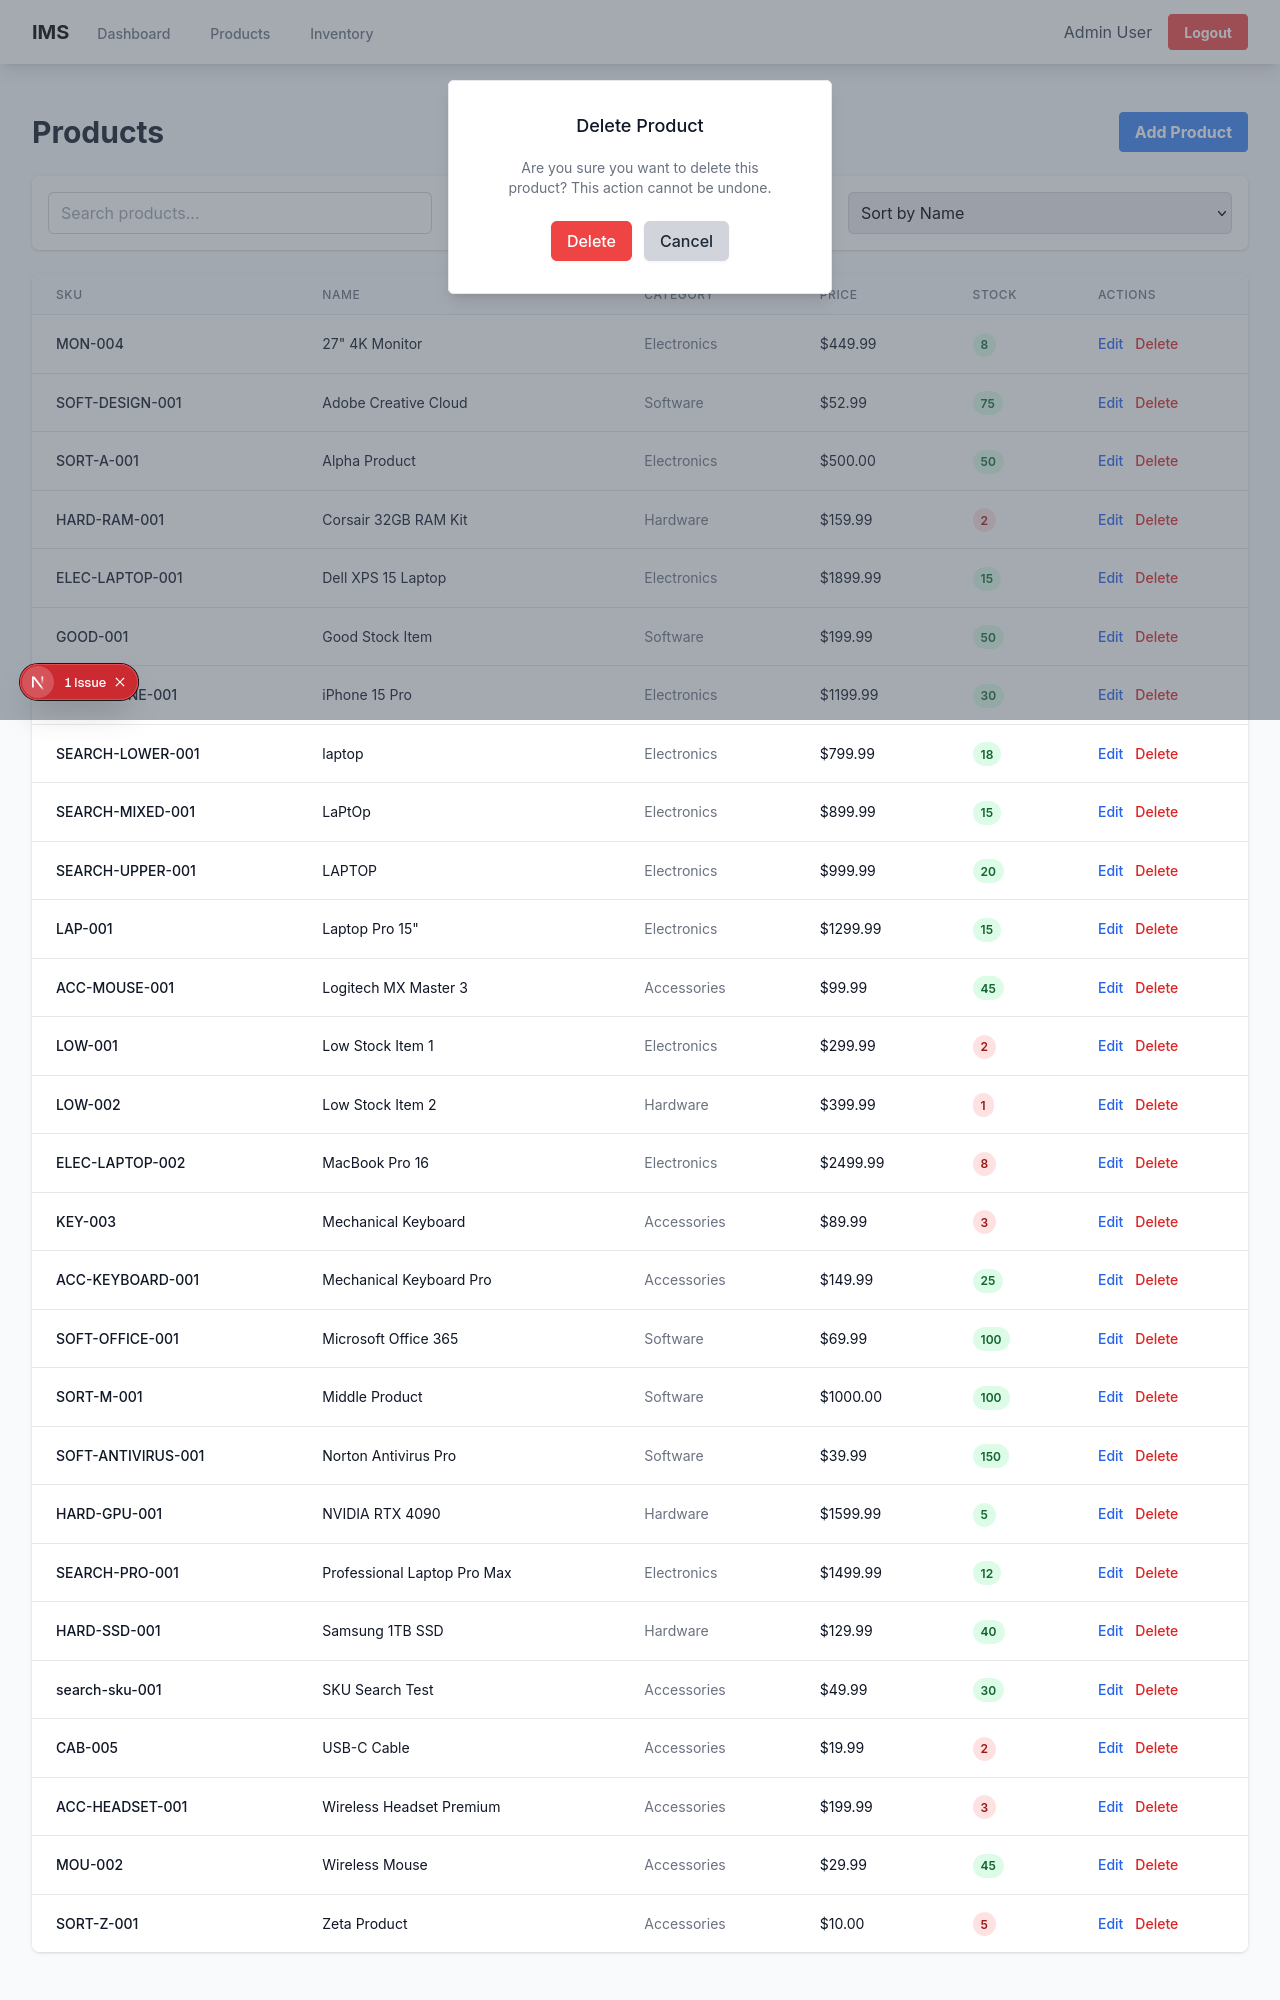 IMS Dashboard Products Inventory Admin User Logout
Products
Add Product
Delete Product
Are you sure you want to delete this
product? This action cannot be undone.
Delete Cancel
Search products...
Sort by Name
SKU NAME CATEGORY PRICE STOCK ACTIONS
MON-004 27" 4K Monitor Electronics $449.99 8 Edit Delete
SOFT-DESIGN-001 Adobe Creative Cloud Software $52.99 75 Edit Delete
SORT-A-001 Alpha Product Electronics $500.00 50 Edit Delete
HARD-RAM-001 Corsair 32GB RAM Kit Hardware $159.99 2 Edit Delete
ELEC-LAPTOP-001 Dell XPS 15 Laptop Electronics $1899.99 15 Edit Delete
GOOD-001 Good Stock Item Software $199.99 50 Edit Delete
1 Issue
NE-001 iPhone 15 Pro Electronics $1199.99 30 Edit Delete
SEARCH-LOWER-001 laptop Electronics $799.99 18 Edit Delete
SEARCH-MIXED-001 LaPtOp Electronics $899.99 15 Edit Delete
SEARCH-UPPER-001 LAPTOP Electronics $999.99 20 Edit Delete
LAP-001 Laptop Pro 15" Electronics $1299.99 15 Edit Delete
ACC-MOUSE-001 Logitech MX Master 3 Accessories $99.99 45 Edit Delete
LOW-001 Low Stock Item 1 Electronics $299.99 2 Edit Delete
LOW-002 Low Stock Item 2 Hardware $399.99 1 Edit Delete
ELEC-LAPTOP-002 MacBook Pro 16 Electronics $2499.99 8 Edit Delete
KEY-003 Mechanical Keyboard Accessories $89.99 3 Edit Delete
ACC-KEYBOARD-001 Mechanical Keyboard Pro Accessories $149.99 25 Edit Delete
SOFT-OFFICE-001 Microsoft Office 365 Software $69.99 100 Edit Delete
SORT-M-001 Middle Product Software $1000.00 100 Edit Delete
SOFT-ANTIVIRUS-001 Norton Antivirus Pro Software $39.99 150 Edit Delete
HARD-GPU-001 NVIDIA RTX 4090 Hardware $1599.99 5 Edit Delete
SEARCH-PRO-001 Professional Laptop Pro Max Electronics $1499.99 12 Edit Delete
HARD-SSD-001 Samsung 1TB SSD Hardware $129.99 40 Edit Delete
search-sku-001 SKU Search Test Accessories $49.99 30 Edit Delete
CAB-005 USB-C Cable Accessories $19.99 2 Edit Delete
ACC-HEADSET-001 Wireless Headset Premium Accessories $199.99 3 Edit Delete
MOU-002 Wireless Mouse Accessories $29.99 45 Edit Delete
SORT-Z-001 Zeta Product Accessories $10.00 5 Edit Delete